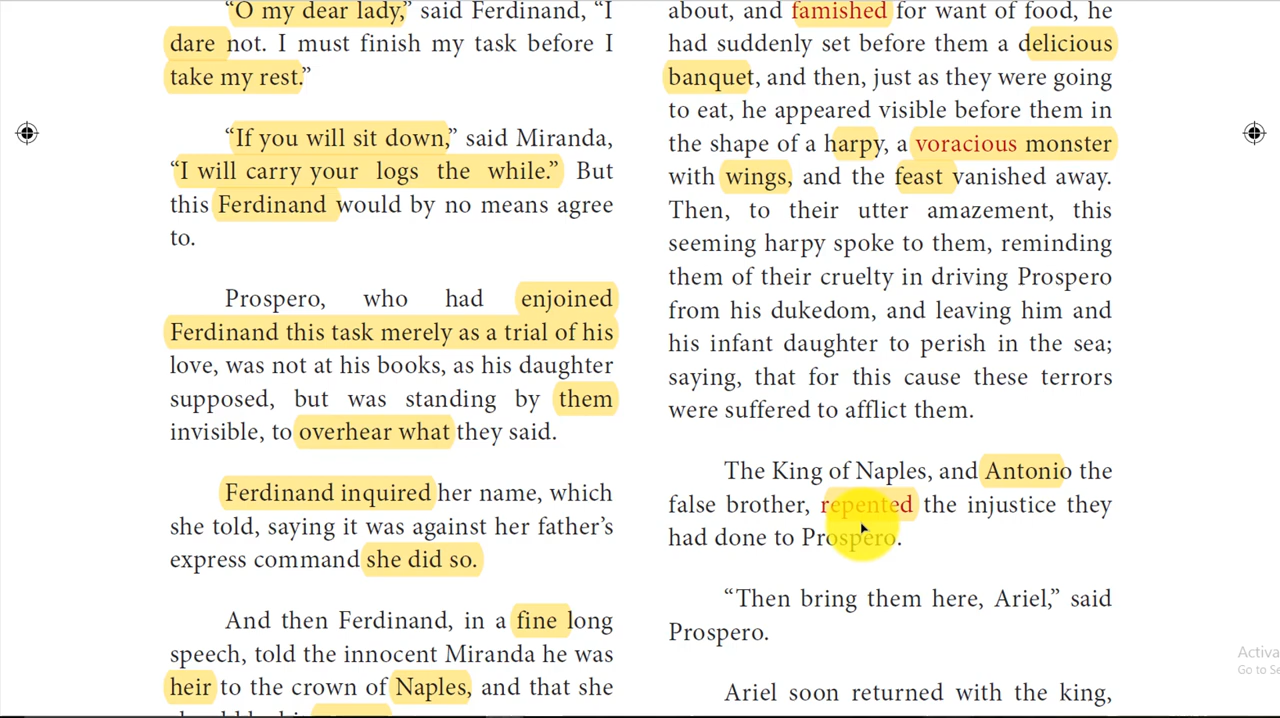 “O my dear lady,” said Ferdinand, “I
dare not. I must finish my task before I
take my rest.”
“If you will sit down,” said Miranda,
“I will carry your logs the while.” But
this Ferdinand would by no means agree
to.
Prospero, who had enjoined
Ferdinand this task merely as a trial of his
love, was not at his books, as his daughter
supposed, but was standing by them
invisible, to overhear what they said.
Ferdinand inquired her name, which
she told, saying it was against her father’s
express command she did so.
And then Ferdinand, in a fine long
speech, told the innocent Miranda he was
heir to the crown of Naples, and that she
about, and famished for want of food, he
had suddenly set before them a delicious
banquet, and then, just as they were going
to eat, he appeared visible before them in
the shape of a harpy, a voracious monster
with wings, and the feast vanished away.
Then, to their utter amazement, this
seeming harpy spoke to them, reminding
them of their cruelty in driving Prospero
from his dukedom, and leaving him and
his infant daughter to perish in the sea;
saying, that for this cause these terrors
were suffered to afflict them.
The King of Naples, and Antonio the
false brother, repented the injustice they
had done to Prospero.
“Then bring them here, Ariel,” said
Prospero.
Ariel soon returned with the king,
Activa
Go to Se